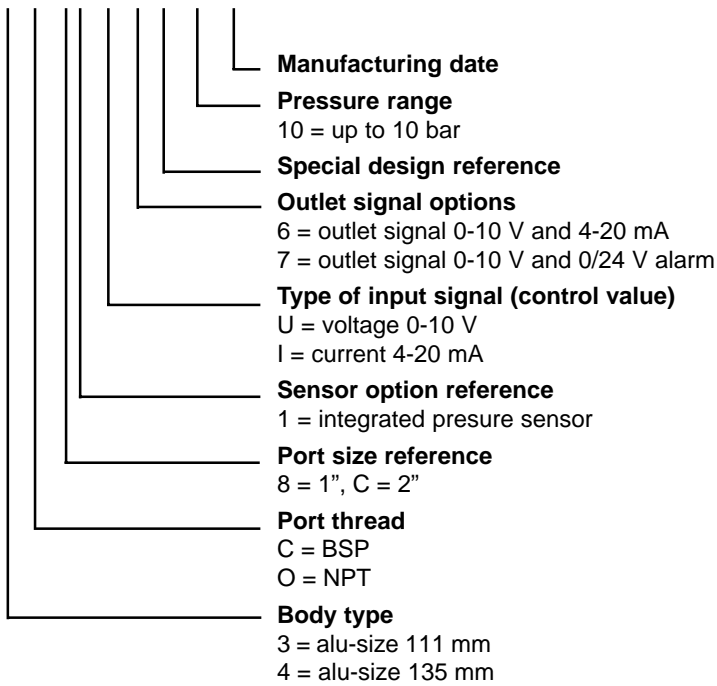 Manufacturing date
Pressure range
10 = up to 10 bar
Special design reference
Outlet signal options
6 = outlet signal 0-10 V and 4-20 mA
7 = outlet signal 0-10 V and 0/24 V alarm
Type of input signal (control value)
U = voltage 0-10 V
I = current 4-20 mA
Sensor option reference
1 = integrated presure sensor
Port size reference
8 = 1”, C = 2”
Port thread
C = BSP
O = NPT
Body type
3 = alu-size 111 mm
4 = alu-size 135 mm